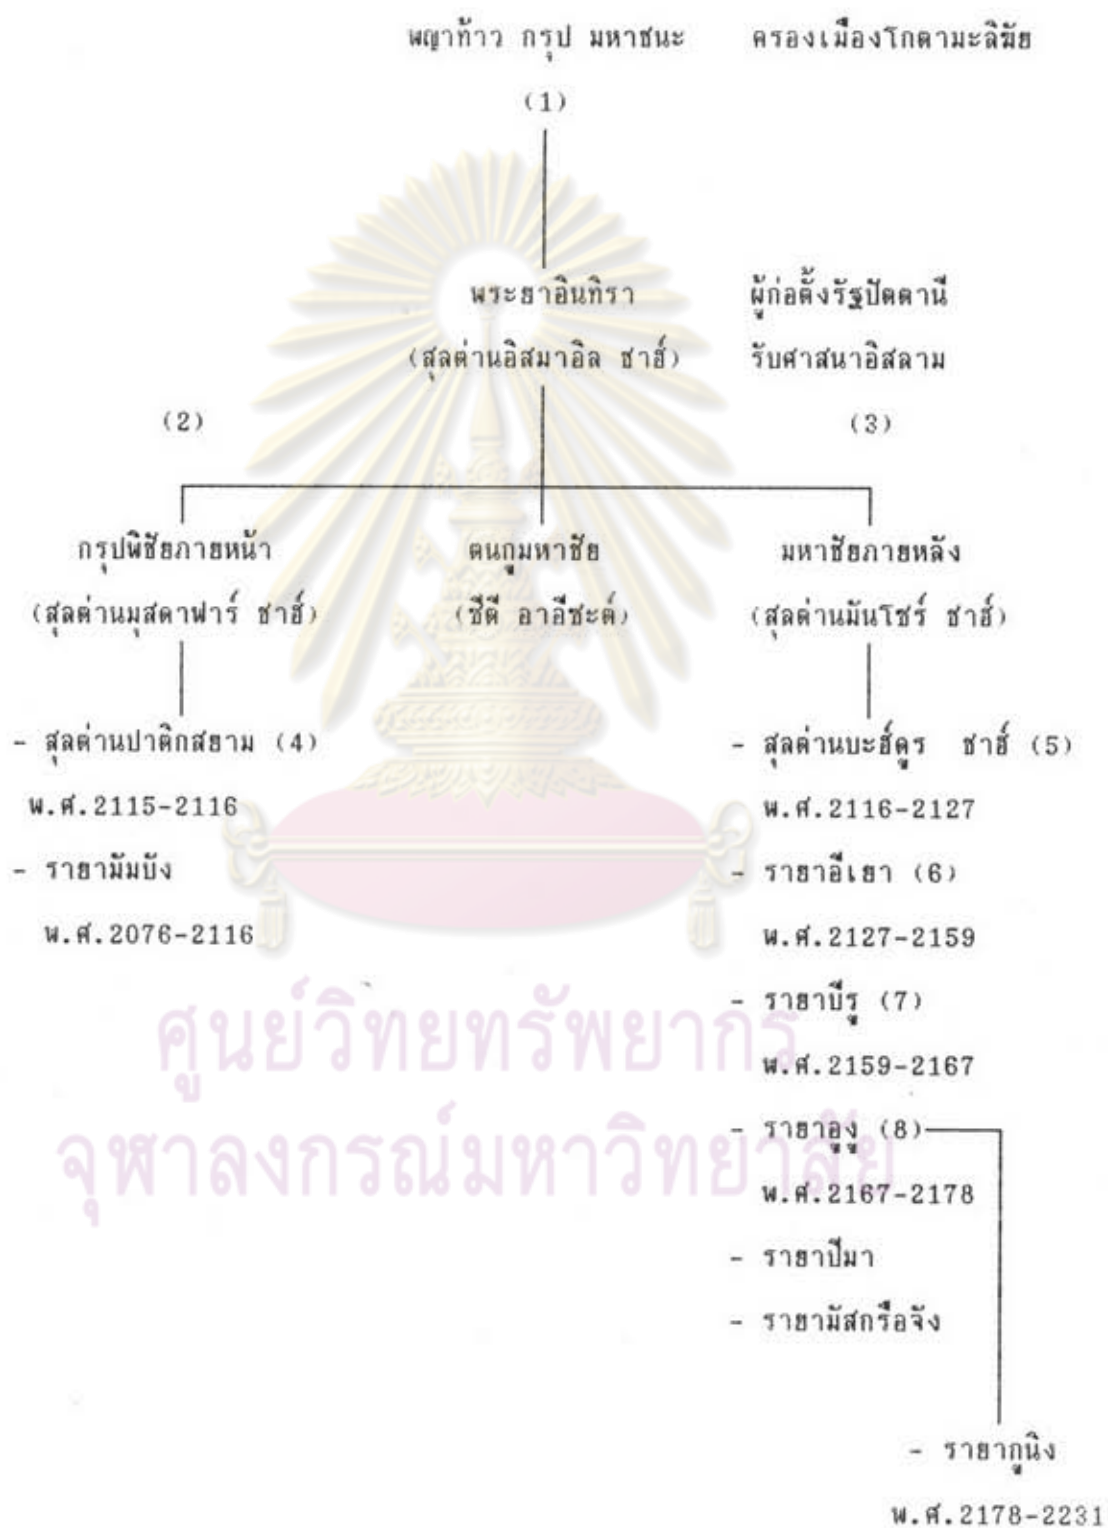 พญาท้าว กรุป มหาชนะ ครองเมืองโกตามะลิฆัย
(1)
พระยาอินทิรา ผู้ก่อตั้งรัฐปัตตานี
(สุลต่านอิสมาอิล ชาฮ์) รับศาสนาอิสลาม
(2) (3)
กรุปพิชัยภายหน้า ตนกูมหาชัย มหาชัยภายหลัง
(สุลต่านมุสดาฟาร์ ชาฮ์) (ซีตี อาอีชะต์) (สุลต่านมันโซร์ ชาฮ์)
- สุลต่านปาติกสยาม (4) - สุลต่านบะฮ์ดูร ชาฮ์ (5)
พ.ศ.2115-2116 พ.ศ.2116-2127
- รายามัมบัง - รายาฮีเยา (6)
พ.ศ.2076-2116 พ.ศ.2127-2159
- รายาบีรู (7)
พ.ศ.2159-2167
- รายาอูงู (8)
พ.ศ.2167-2178
- รายาปีมา
- รายามัสกรือจัง
- รายากูนิง
พ.ศ.2178-2231
ศูนย์วิทยทรัพยากร
จุฬาลงกรณ์มหาวิทยาลัย